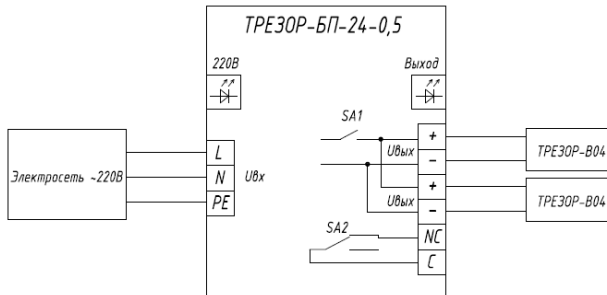 ТРЕЗОР-БП-24-0,5
220В
Выход
SA1
Электросеть ~220В
L
N
PE
Uвх
Uвых
Uвых
+
−
+
−
NC
C
SA2
ТРЕЗОР-В04
ТРЕЗОР-В04